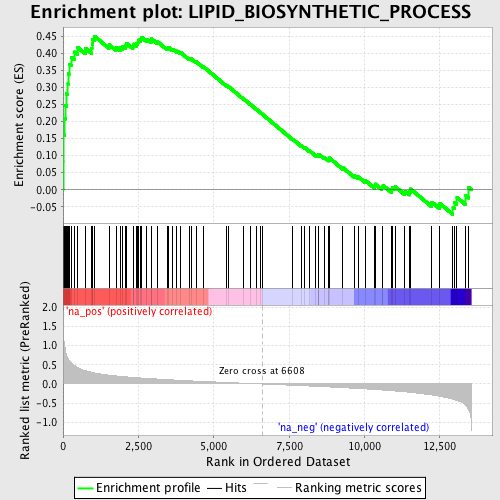 Enrichment plot: LIPID_BIOSYNTHETIC_PROCESS
Enrichment score (ES)
0.45
0.40
0.35
0.30
0.25
0.20
0.15
0.10
0.05
0.00
-0.05
'na_pos' (positively correlated)
Ranked list metric (PreRanked)
2.0
1.5
1.0
0.5
0.0
-0.5
-1.0
Zero cross at 6608
'na_neg' (negatively correlated)
0
2,500
5,000
7,500
10,000
12,500
Rank in Ordered Dataset
Enrichment profile
Hits
Ranking metric scores